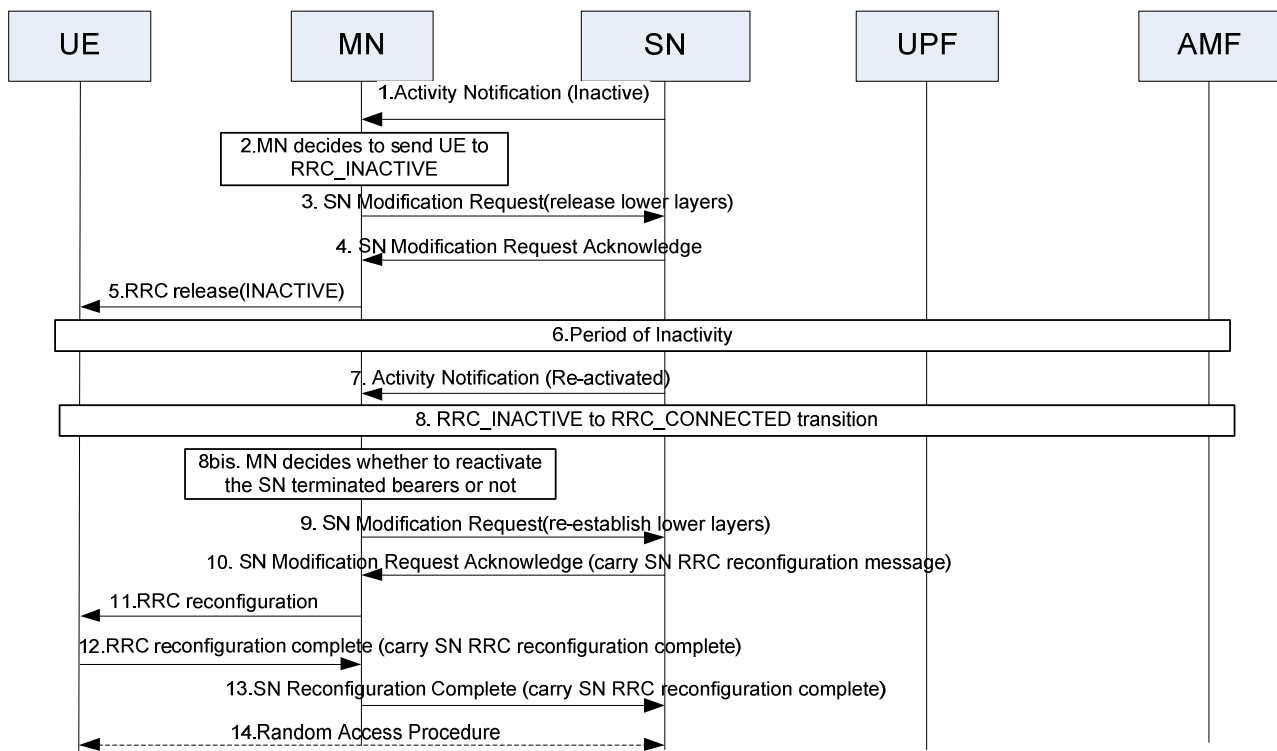 UE
MN
SN
UPF
AMF
1.Activity Notification (Inactive)
2.MN decides to send UE to
RRC_INACTIVE
3. SN Modification Request(release lower layers)
4. SN Modification Request Acknowledge
5.RRC release(INACTIVE)
6.Period of Inactivity
7. Activity Notification (Re-activated)
8. RRC_INACTIVE to RRC_CONNECTED transition
8bis. MN decides whether to reactivate
the SN terminated bearers or not
9. SN Modification Request(re-establish lower layers)
10. SN Modification Request Acknowledge (carry SN RRC reconfiguration message)
11.RRC reconfiguration
12.RRC reconfiguration complete (carry SN RRC reconfiguration complete)
13.SN Reconfiguration Complete (carry SN RRC reconfiguration complete)
14.Random Access Procedure